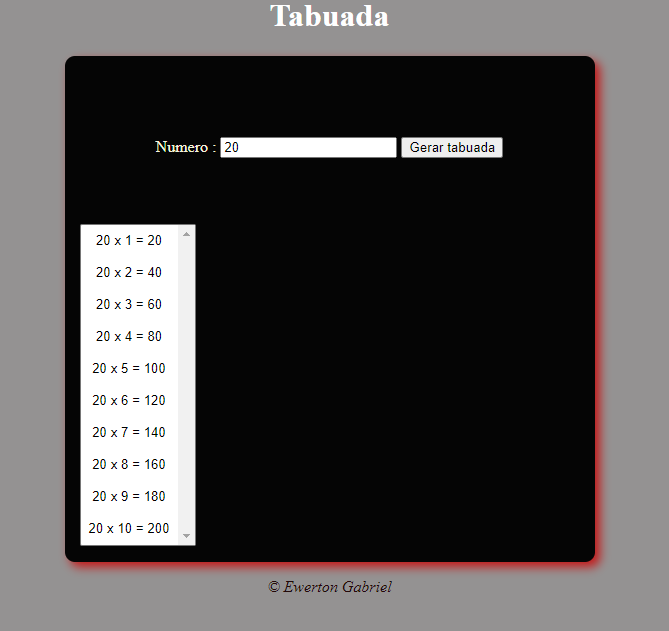 Tabuada
Numero : 20 Gerar tabuada
20 x 1 = 20
20 x 2 = 40
20 x 3 = 60
20 x 4 = 80
20 x 5 = 100
20 x 6 = 120
20 x 7 = 140
20 x 8 = 160
20 x 9 = 180
20 x 10 = 200
© Ewerton Gabriel